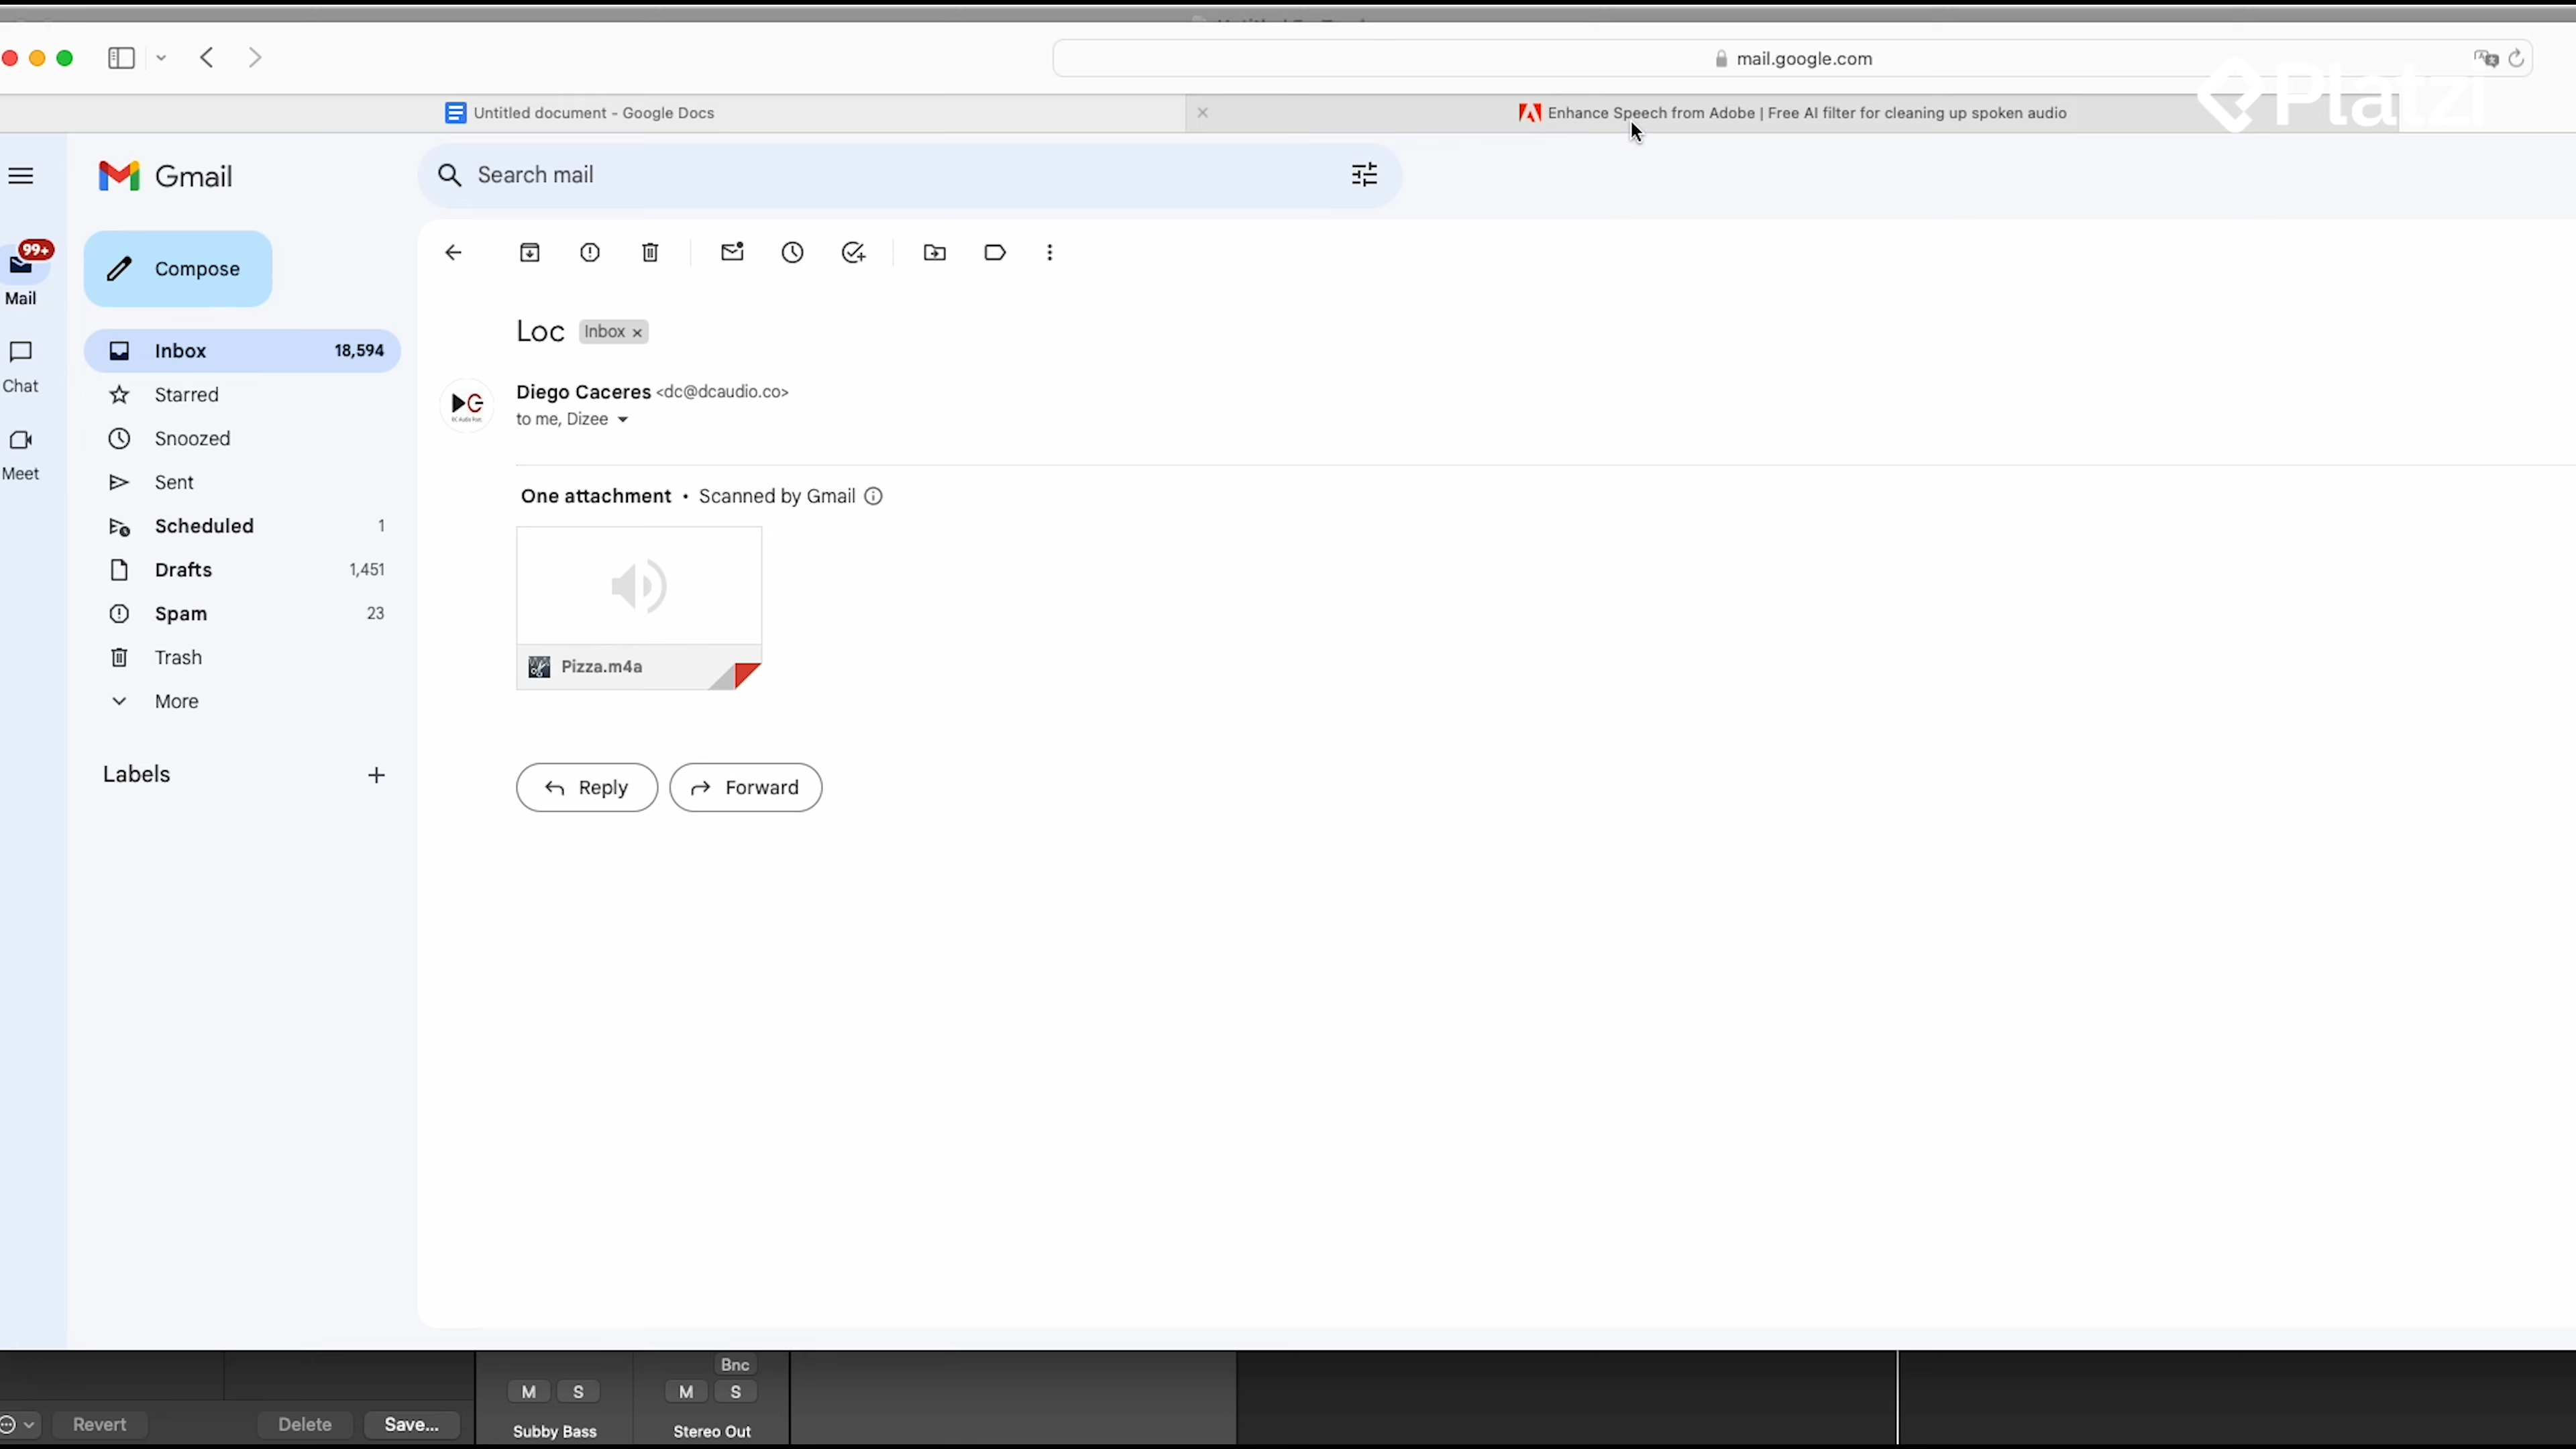 mail.google.com
Platzi
Untitled document - Google Docs
Enhance Speech from Adobe | Free AI filter for cleaning up spoken audio
Gmail
Search mail
99+
Mail
Chat
Meet
Compose
Inbox 18,594
Starred
Snoozed
Sent
Scheduled 1
Drafts 1,451
Spam 23
Trash
More
Labels
Loc Inbox
Diego Caceres <dc@dcaudio.co>
to me, Dizee
One attachment • Scanned by Gmail
Pizza.m4a
Reply Forward
Bnc
M S M S
Revert Delete Save...
Subby Bass Stereo Out